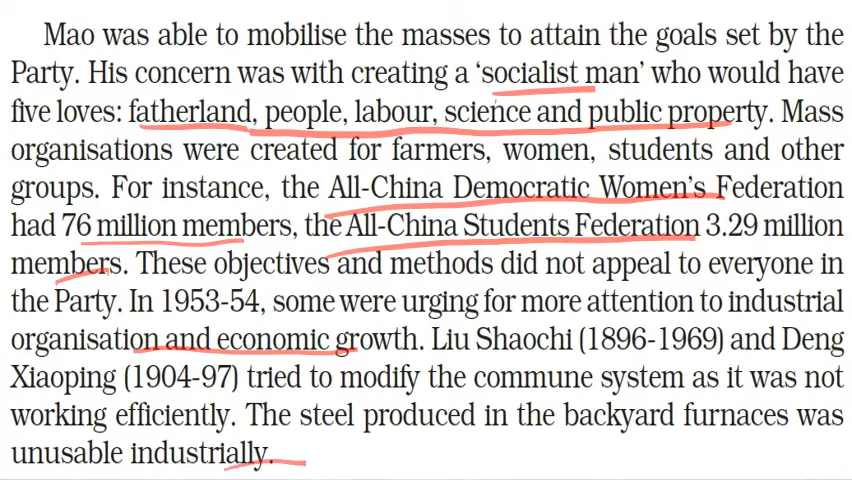 Mao was able to mobilise the masses to attain the goals set by the
Party. His concern was with creating a ‘socialist man’ who would have
five loves: fatherland, people, labour, science and public property. Mass
organisations were created for farmers, women, students and other
groups. For instance, the All-China Democratic Women’s Federation
had 76 million members, the All-China Students Federation 3.29 million
members. These objectives and methods did not appeal to everyone in
the Party. In 1953-54, some were urging for more attention to industrial
organisation and economic growth. Liu Shaochi (1896-1969) and Deng
Xiaoping (1904-97) tried to modify the commune system as it was not
working efficiently. The steel produced in the backyard furnaces was
unusable industrially.